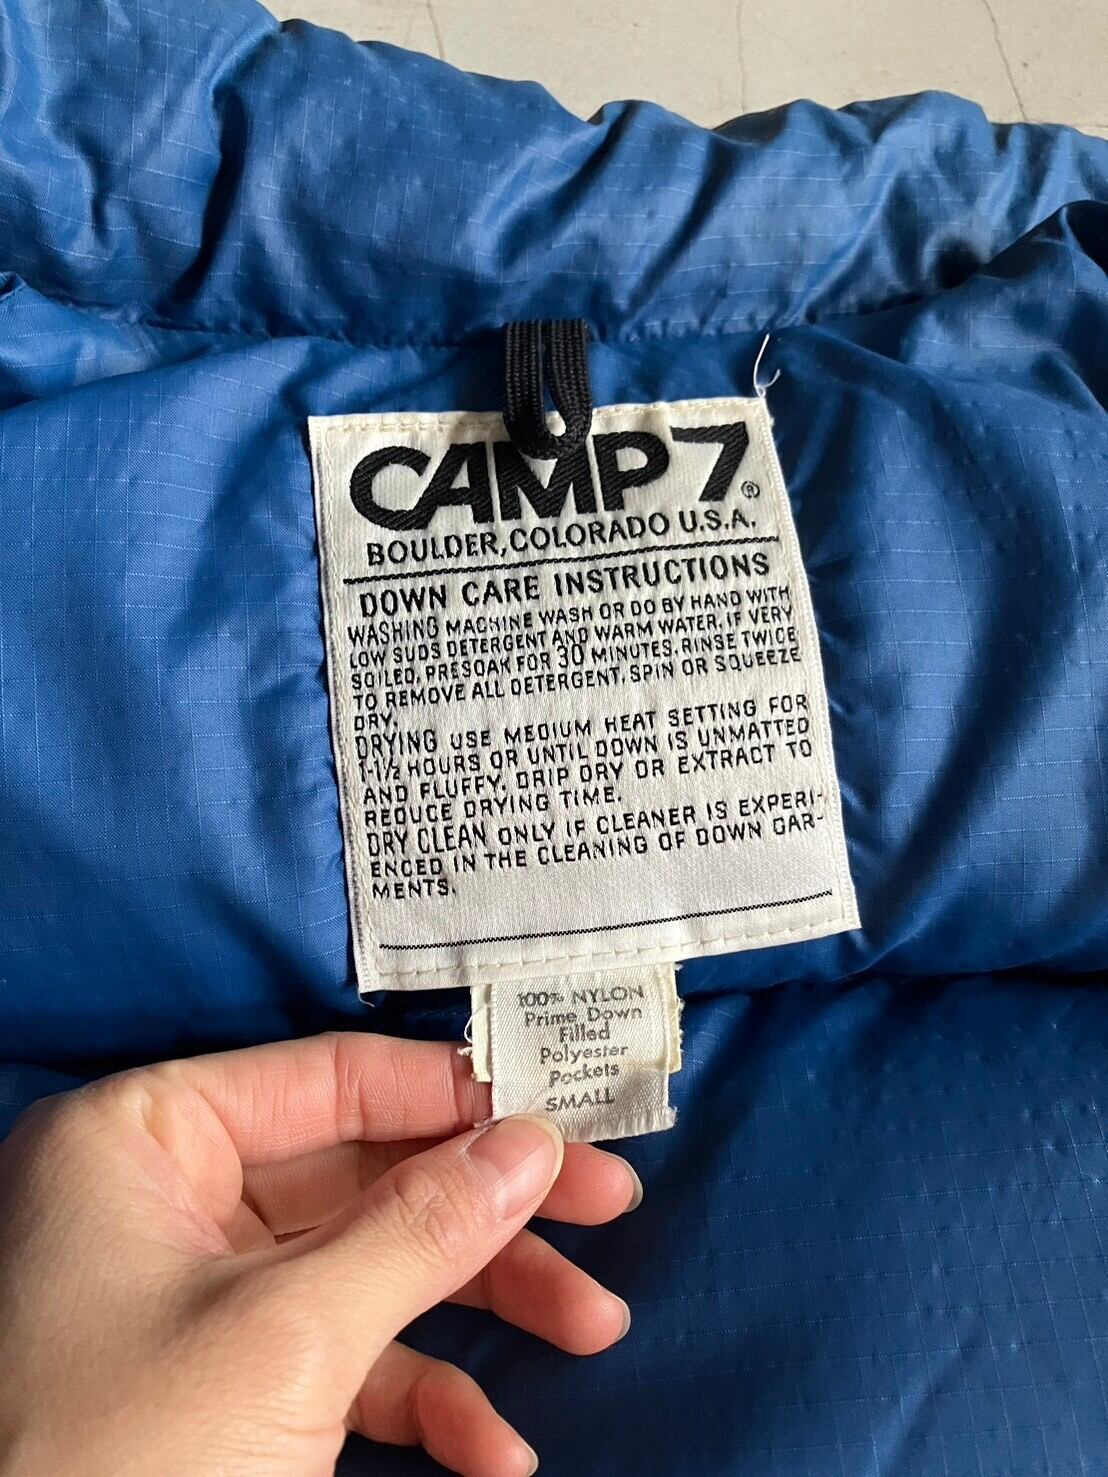 CAMP 7®
BOULDER, COLORADO U.S.A.
DOWN CARE INSTRUCTIONS
WASHING MACHINE WASH OR DO BY HAND WITH
LOW SUDS DETERGENT AND WARM WATER. IF VERY
SOILED, PRESOAK FOR 30 MINUTES. RINSE TWICE
TO REMOVE ALL DETERGENT. SPIN OR SQUEEZE
DRY.
DRYING USE MEDIUM HEAT SETTING FOR
1-1/2 HOURS OR UNTIL DOWN IS UNMATTED
AND FLUFFY. DRIP DRY OR EXTRACT TO
REDUCE DRYING TIME.
DRY CLEAN ONLY IF CLEANER IS EXPERI-
ENCED IN THE CLEANING OF DOWN GAR-
MENTS.
100% NYLON
Prime Down
Filled
Polyester
Pockets
SMALL